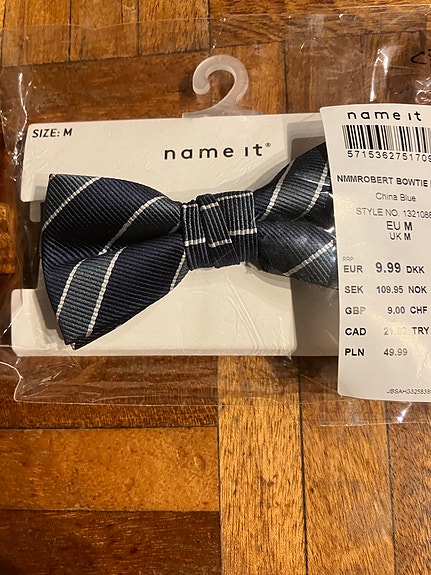 SIZE: M
name it®
name it
5715362751709
NMMROBERT BOWTIE
China Blue
STYLE NO.
EU M
UK M
RRP
EUR 9.99 DKK
SEK 109.95 NOK
GBP 9.00 CHF
CAD TRY
PLN 49.99